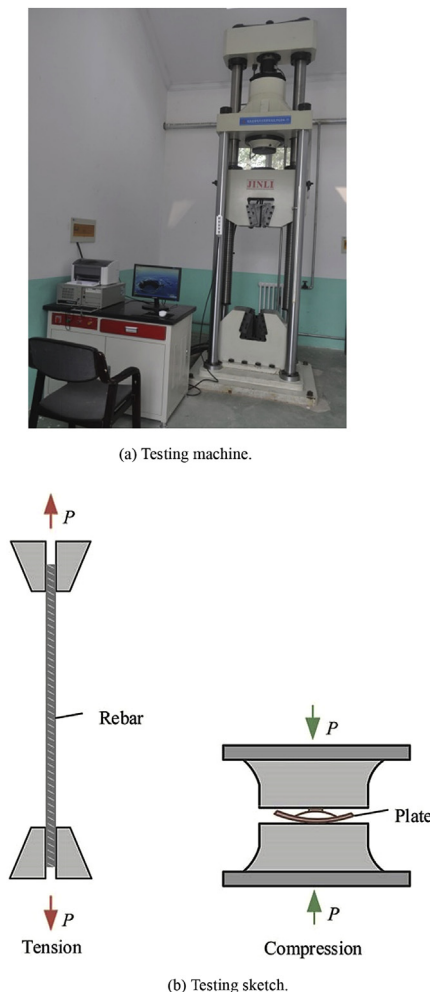 JINLI
(a) Testing machine.
P
P
Rebar
P
Plate
P
P
Tension
Compression
(b) Testing sketch.